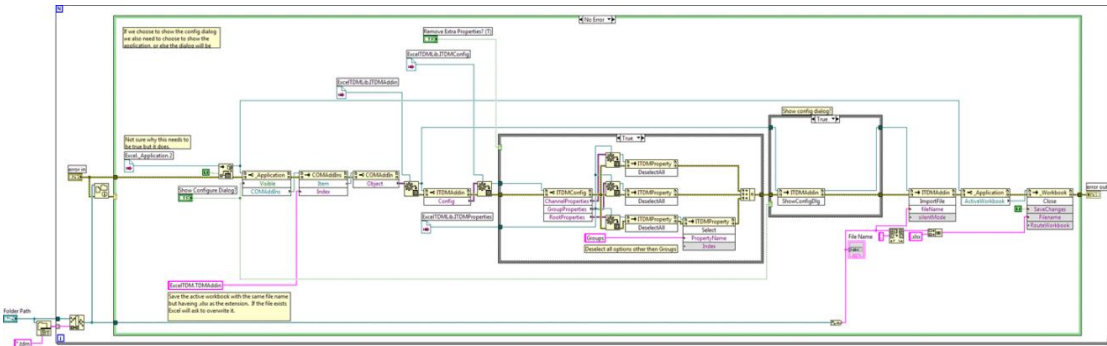 N
No Error
If we choose to show the config dialog
we also need to choose to show the
application, or else the dialog will be
Remove Extra Properties? (T)
ExcelTDMLib.ITDMConfig
ExcelTDMLib.ITDMAddin
Show config dialog?
True
True
Not sure why this needs to
be true but it does.
Excel._Application 2
error in
_Application
Visible
COMAddIns
COMAddIns
Item
Index
COMAddIn
Object
ITDMAddin
Config
ITDMConfig
ChannelProperties
GroupProperties
RootProperties
ITDMProperty
DeselectAll
ITDMProperty
DeselectAll
ITDMProperty
DeselectAll
ITDMProperty
Select
PropertyName
Index
ITDMAddin
ShowConfigDlg
ITDMAddin
ImportFile
fileName
silentMode
_Application
ActiveWorkbook
_Workbook
Close
SaveChanges
Filename
RouteWorkbook
error out
Show Configure Dialog?
ExcelTDMLib.ITDMProperties
Groups
Deselect all options other then Groups
File Name
.xlsx
ExcelTDM.TDMAddin
Save the active workbook with the same file name
but haveing .xlsx as the extension. If the file exists
Excel will ask to overwrite it.
Folder Path
*.tdm
i